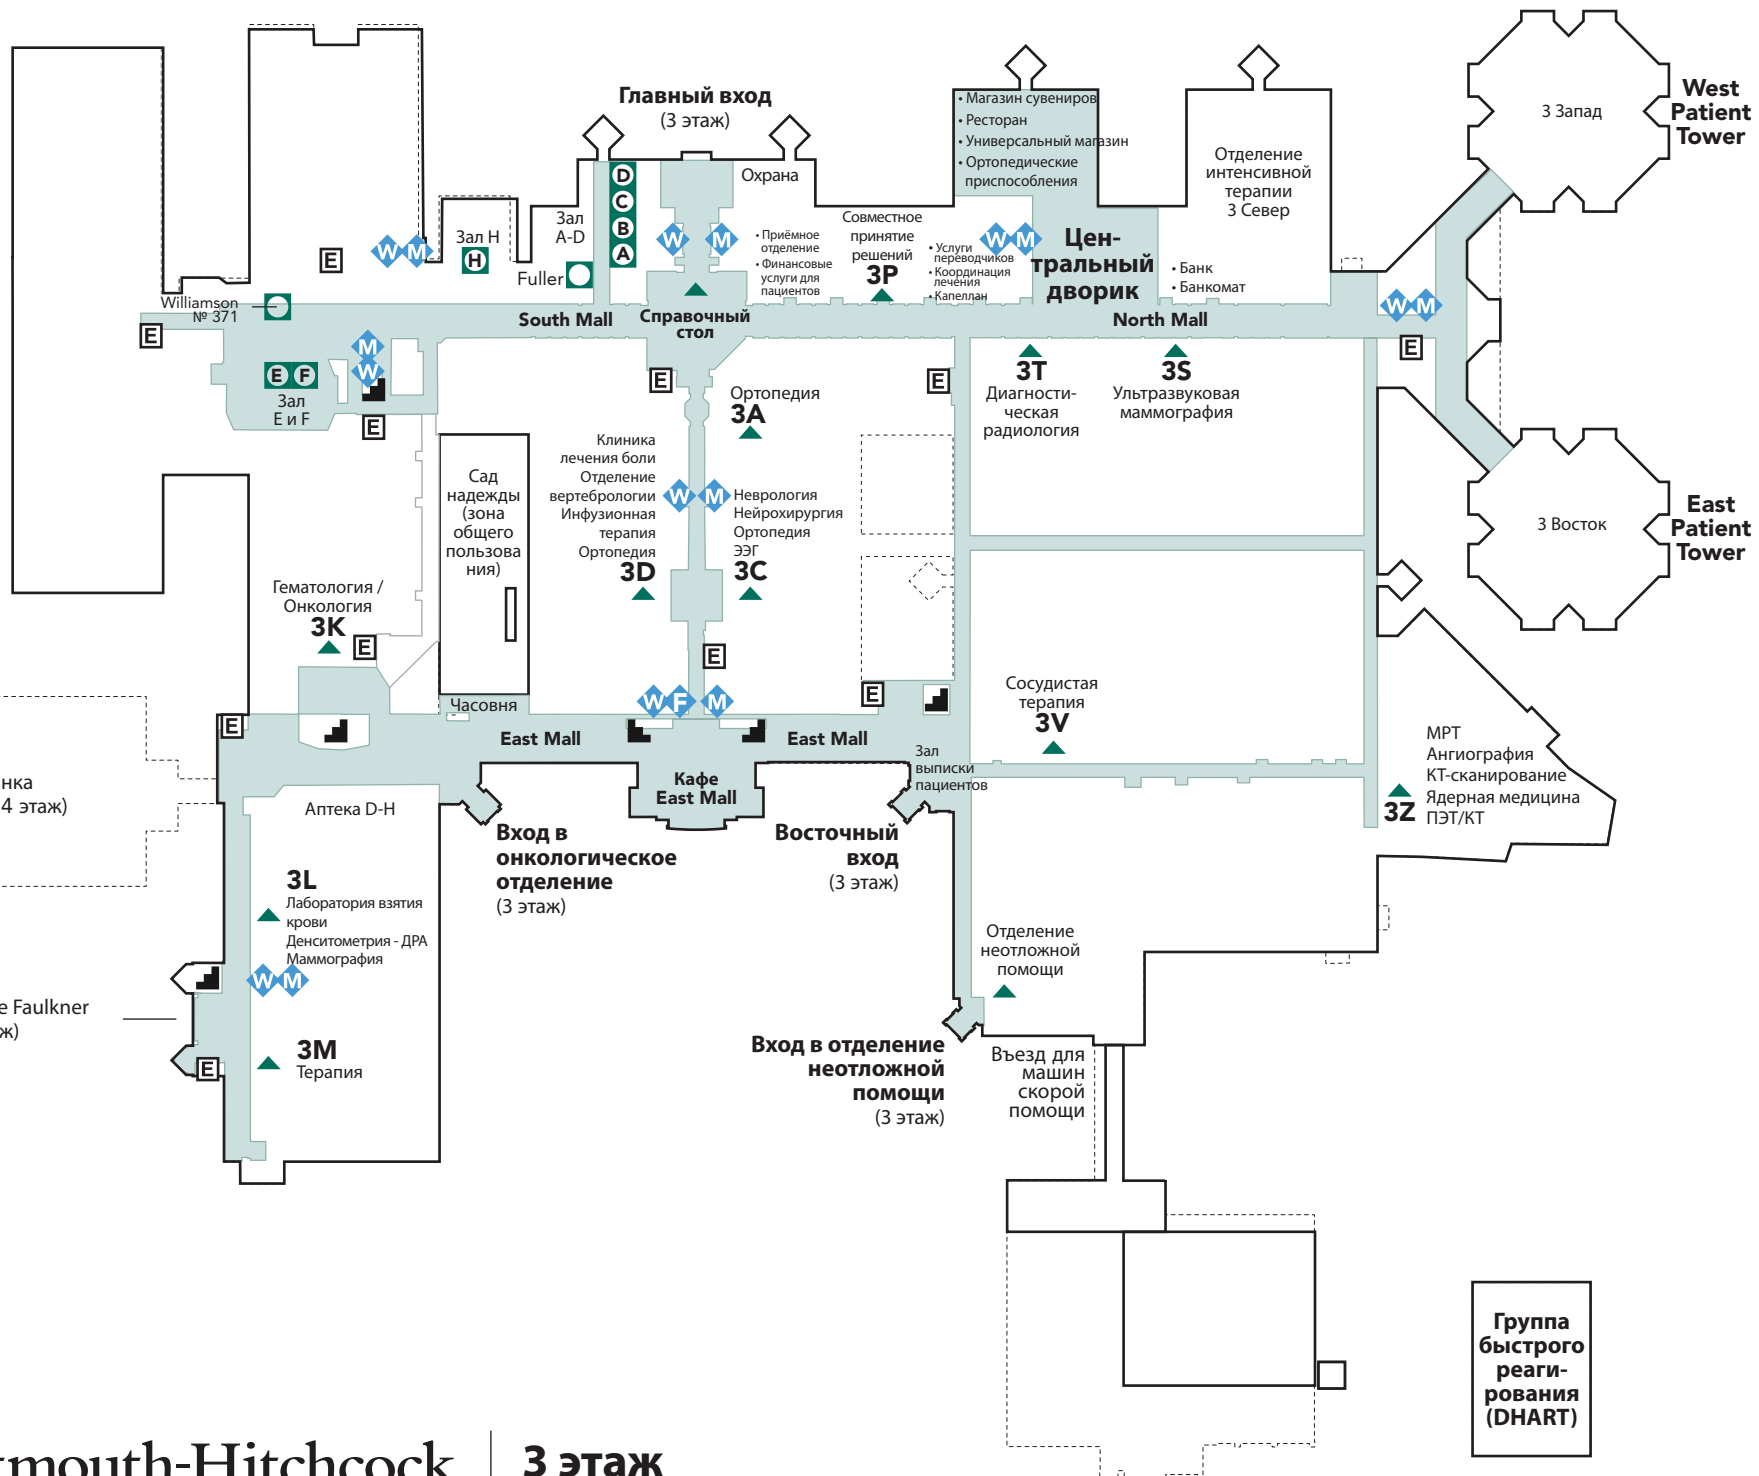 Главный вход
(3 этаж)
• Магазин сувениров
• Ресторан
• Универсальный магазин
• Ортопедические
приспособления
Отделение
интенсивной
терапии
3 Север
3 Запад
West
Patient
Tower
D
C
B
A
Охрана
Зал
A-D
Fuller
Зал H
H
E
W
M
W
M
• Приёмное
отделение
• Финансовые
услуги для
пациентов
Совместное
принятие
решений
3P
• Услуги
переводчиков
• Координация
лечения
• Капеллан
W
M
Цен-
тральный
дворик
• Банк
• Банкомат
W
M
Williamson
№ 371
E
South Mall
Справочный
стол
North Mall
E
M
W
E
F
Зал
E и F
E
E
E
Ортопедия
3A
3T
Диагности-
ческая
радиология
3S
Ультразвуковая
маммография
Сад
надежды
(зона
общего
пользова
ния)
Клиника
лечения боли
Отделение
вертебрологии
Инфузионная
терапия
Ортопедия
3D
W
M
Неврология
Нейрохирургия
Ортопедия
ЭЭГ
3C
3 Восток
East
Patient
Tower
Гематология /
Онкология
3K
E
E
E
Часовня
W
F
M
Сосудистая
терапия
3V
E
East Mall
East Mall
Кафе
East Mall
Зал
выписки
пациентов
МРТ
Ангиография
КТ-сканирование
Ядерная медицина
ПЭТ/КТ
3Z
нка
4 этаж)
Аптека D-H
Вход в
онкологическое
отделение
(3 этаж)
Восточный
вход
(3 этаж)
3L
Лаборатория взятия
крови
Денситометрия - ДРА
Маммография
W
M
Отделение
неотложной
помощи
e Faulkner
ж)
E
3M
Терапия
Вход в отделение
неотложной
помощи
(3 этаж)
Въезд для
машин
скорой
помощи
Группа
быстрого
реаги-
рования
(DHART)
tmouth-Hitchcock
3 этаж